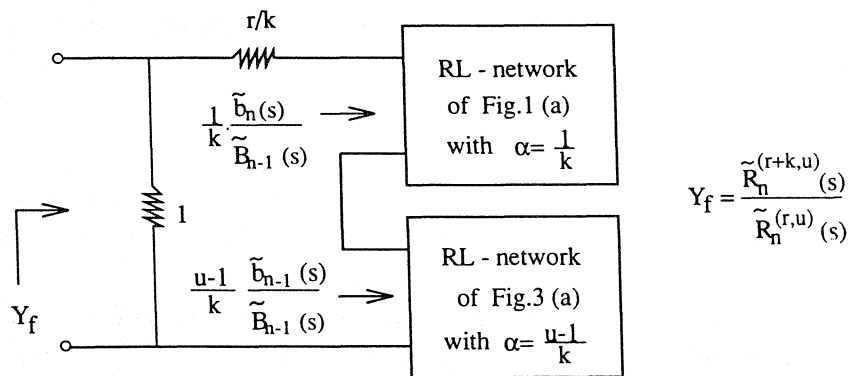 r/k
RL - network
of Fig.1 (a)
with α= 1/k
1/k · b̃n(s) / B̃n-1(s)
1
Yf = R̃n^(r+k,u) (s) / R̃n^(r,u) (s)
RL - network
of Fig.3 (a)
with α= u-1/k
u-1/k b̃n-1(s) / B̃n-1(s)
Yf